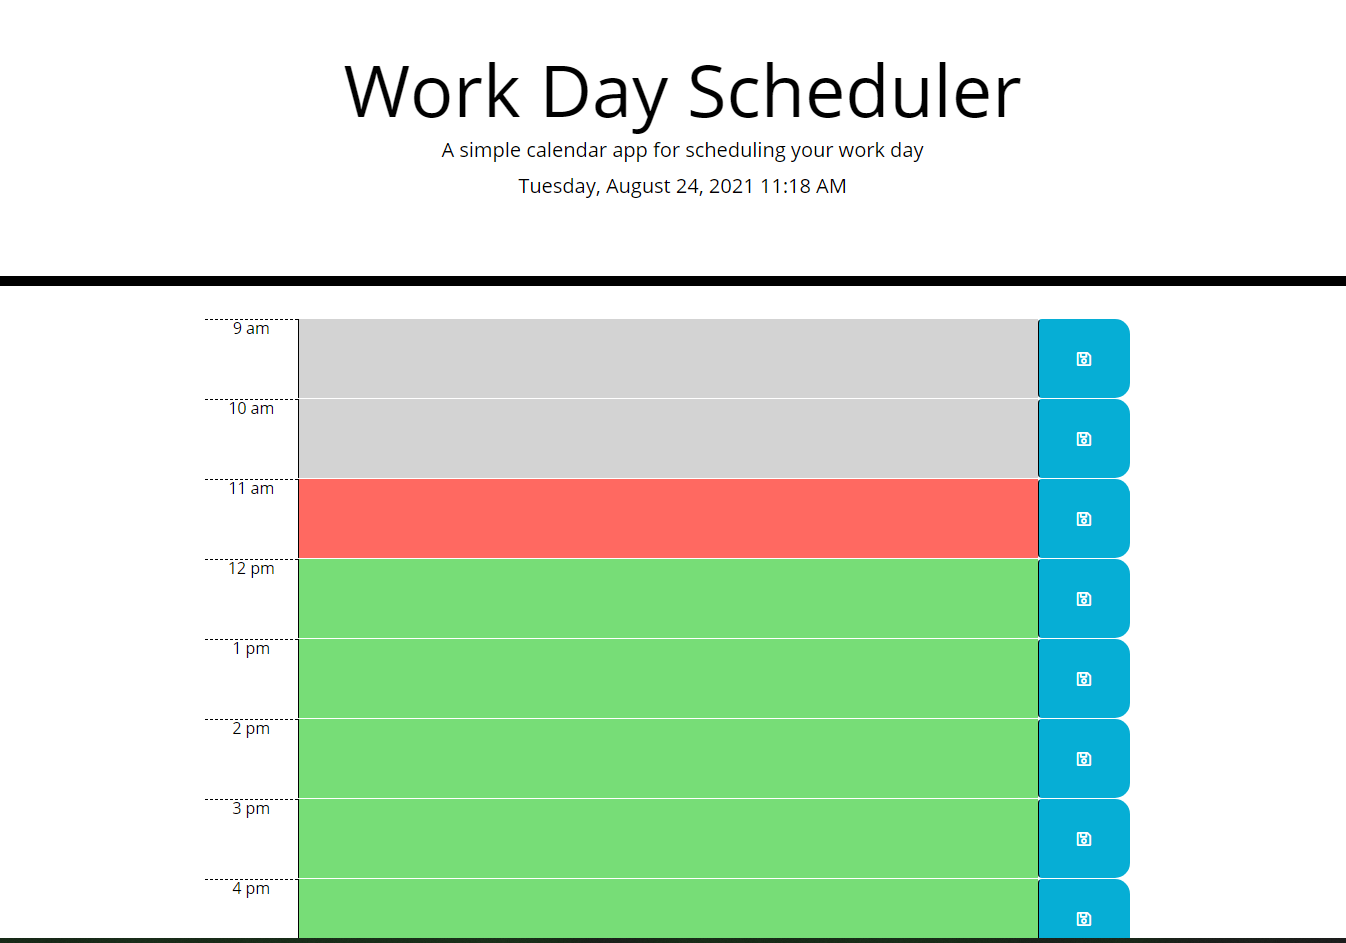 Work Day Scheduler
A simple calendar app for scheduling your work day
Tuesday, August 24, 2021 11:18 AM
9 am
10 am
11 am
12 pm
1 pm
2 pm
3 pm
4 pm